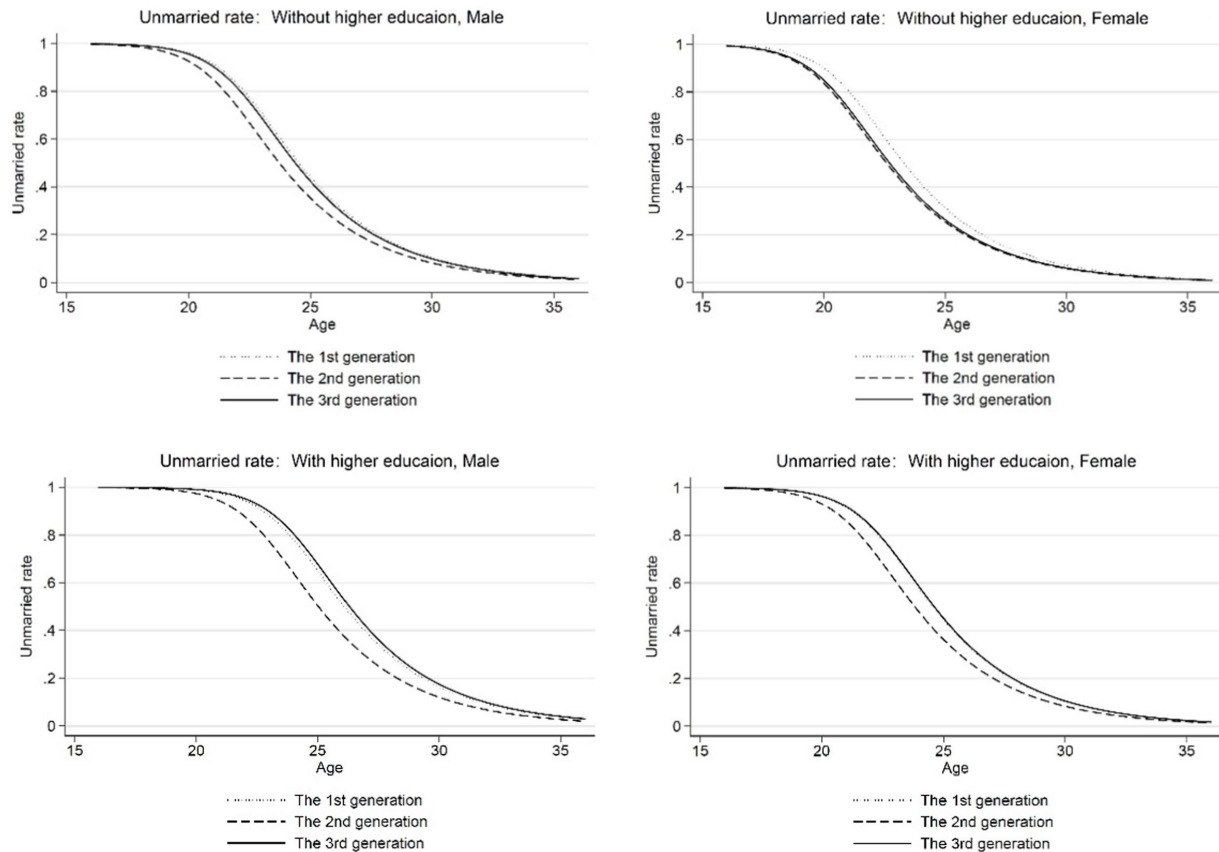 Unmarried rate: Without higher educaion, Male
Unmarried rate
1
.8
.6
.4
.2
0
15 20 25 30 35
Age
The 1st generation
The 2nd generation
The 3rd generation
Unmarried rate: Without higher educaion, Female
Unmarried rate
1
.8
.6
.4
.2
0
15 20 25 30 35
Age
The 1st generation
The 2nd generation
The 3rd generation
Unmarried rate: With higher educaion, Male
Unmarried rate
1
.8
.6
.4
.2
0
15 20 25 30 35
Age
The 1st generation
The 2nd generation
The 3rd generation
Unmarried rate: With higher educaion, Female
Unmarried rate
1
.8
.6
.4
.2
0
15 20 25 30 35
Age
The 1st generation
The 2nd generation
The 3rd generation